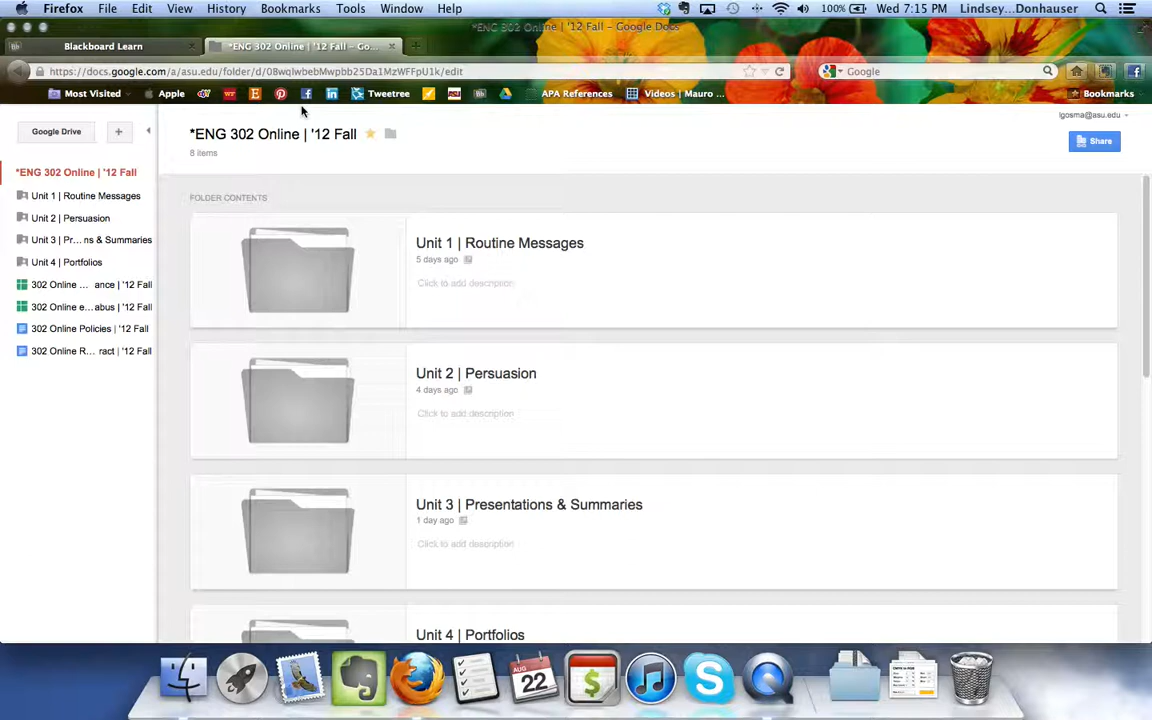 Firefox File Edit View History Bookmarks Tools Window Help 100% Wed 7:15 PM Lindsey...Donhauser
*ENG 302 Online | '12 Fall – Google Docs
Blackboard Learn *ENG 302 Online | '12 Fall – Go...
Google
Most Visited Apple Tweetree APA References Videos | Mauro ... Bookmarks
lgosma@asu.edu
Google Drive + *ENG 302 Online | '12 Fall Share
8 items
*ENG 302 Online | '12 Fall
Unit 1 | Routine Messages
Unit 2 | Persuasion
Unit 3 | Pr... ns & Summaries
Unit 4 | Portfolios
302 Online ... ance | '12 Fall
302 Online e...abus | '12 Fall
302 Online Policies | '12 Fall
302 Online R... ract | '12 Fall
FOLDER CONTENTS
Unit 1 | Routine Messages
5 days ago
Click to add description
Unit 2 | Persuasion
4 days ago
Click to add description
Unit 3 | Presentations & Summaries
1 day ago
Click to add description
Unit 4 | Portfolios
AUG
22